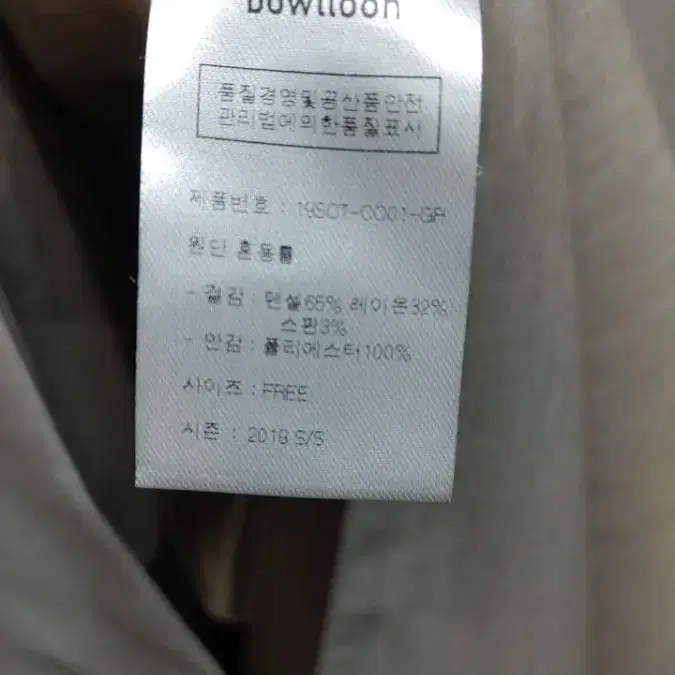 bowlloon
품질경영및공산품안전
관리법에의한품질표시
제품번호 : 19SCT-0001-GR
원단 혼용률
- 겉감 : 텐셀65% 레이온32%
스판3%
- 안감 : 폴리에스터100%
사이즈 : FREE
시즌 : 2019 S/S